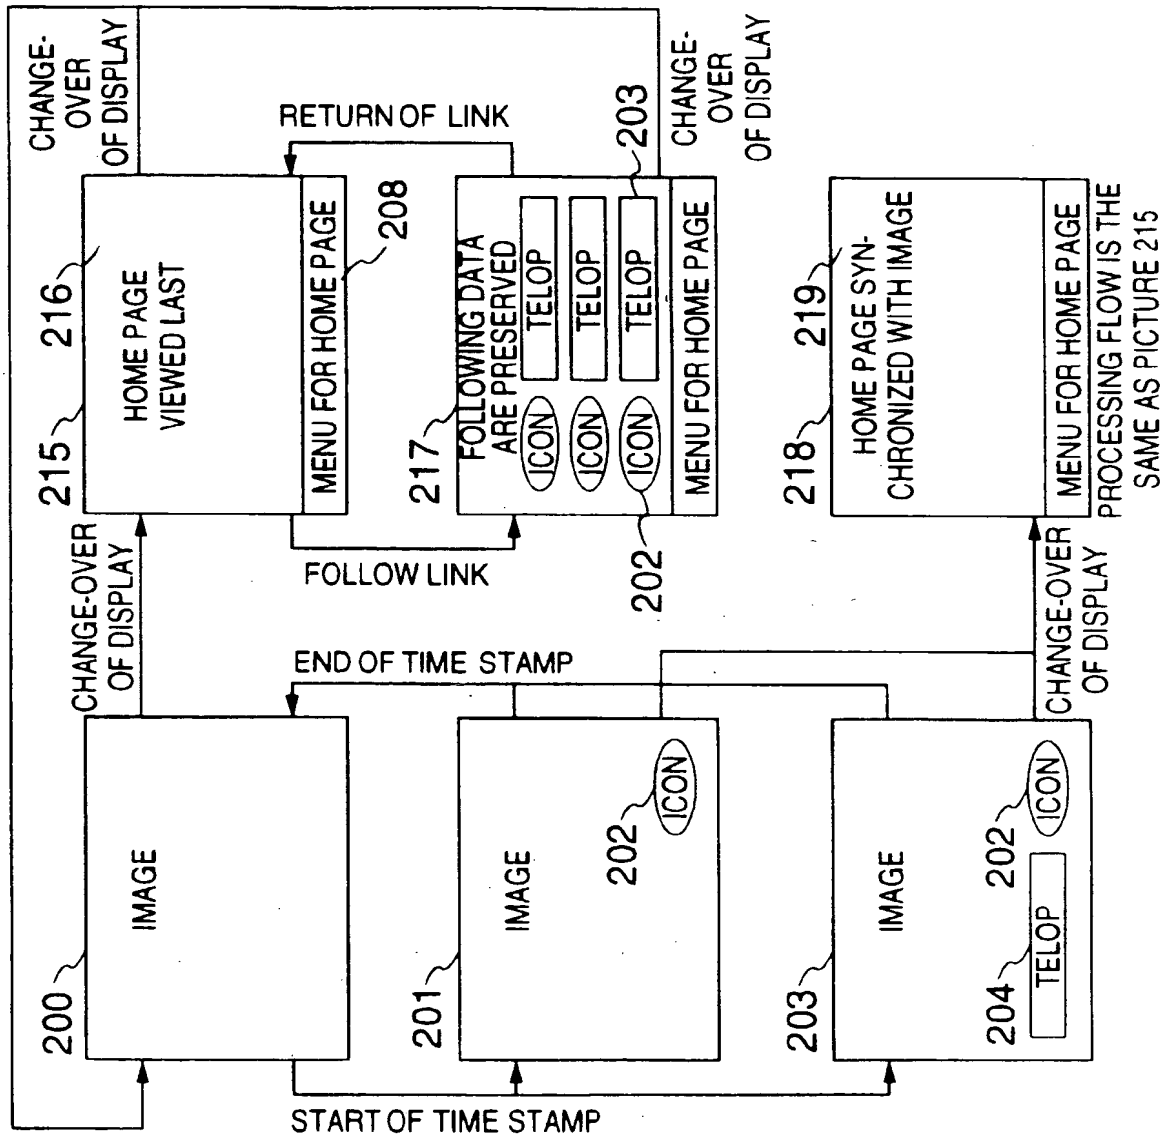 200
IMAGE
CHANGE-OVER
OF DISPLAY
215
216
HOME PAGE
VIEWED LAST
MENU FOR HOME PAGE
208
CHANGE-
OVER
OF DISPLAY
START OF TIME STAMP
END OF TIME STAMP
FOLLOW LINK
RETURN OF LINK
201
IMAGE
202
ICON
217
FOLLOWING DATA
ARE PRESERVED
ICON
TELOP
ICON
TELOP
ICON
TELOP
202
203
MENU FOR HOME PAGE
CHANGE-
OVER
OF DISPLAY
203
IMAGE
204
TELOP
202
ICON
CHANGE-OVER
OF DISPLAY
218
219
HOME PAGE SYN-
CHRONIZED WITH IMAGE
MENU FOR HOME PAGE
PROCESSING FLOW IS THE
SAME AS PICTURE 215